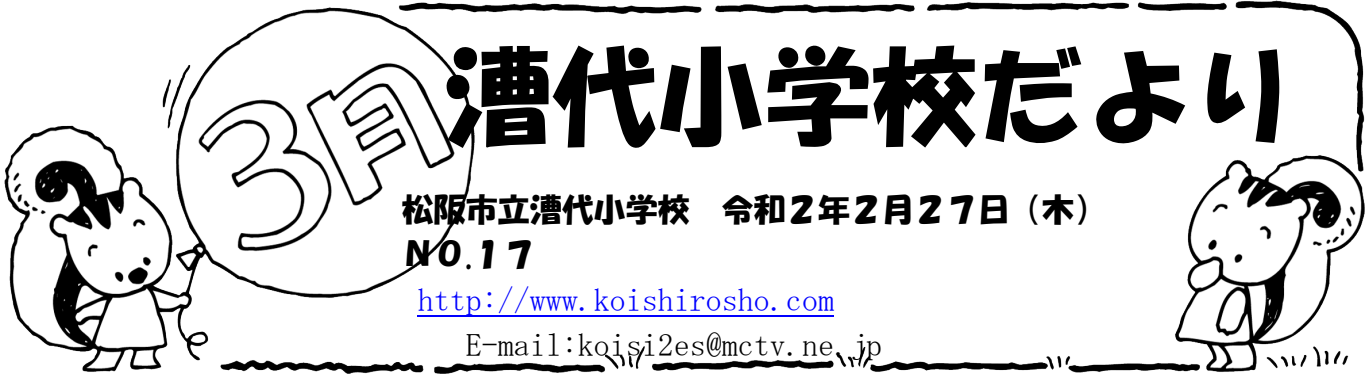 3月
漕代小学校だより
松阪市立漕代小学校　令和２年２月２７日（木）
ＮＯ.１７
http://www.koishirosho.com
E-mail:koisi2es@mctv.ne.jp